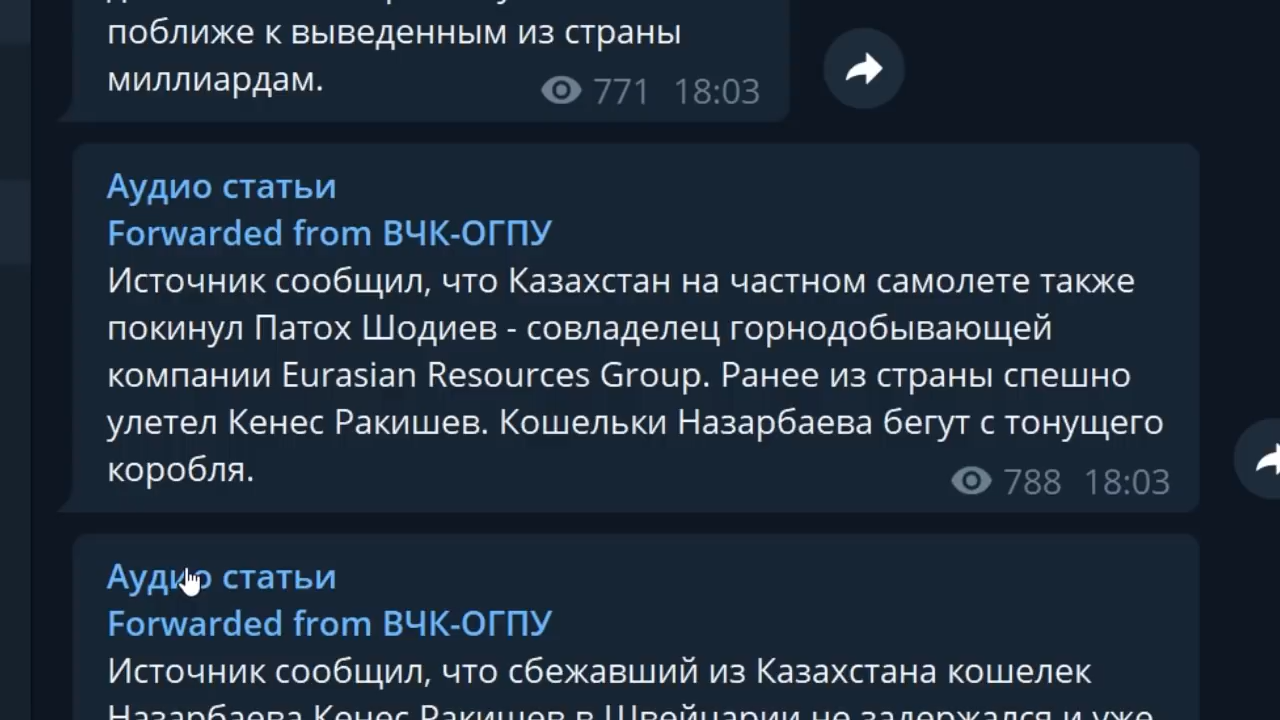 поближе к выведенным из страны
миллиардам.
771 18:03
Аудио статьи
Forwarded from ВЧК-ОГПУ
Источник сообщил, что Казахстан на частном самолете также
покинул Патох Шодиев - совладелец горнодобывающей
компании Eurasian Resources Group. Ранее из страны спешно
улетел Кенес Ракишев. Кошельки Назарбаева бегут с тонущего
коробля.
788 18:03
Аудио статьи
Forwarded from ВЧК-ОГПУ
Источник сообщил, что сбежавший из Казахстана кошелек
Назарбаева Кенес Ракишев в Швейцарии не задержался и уже